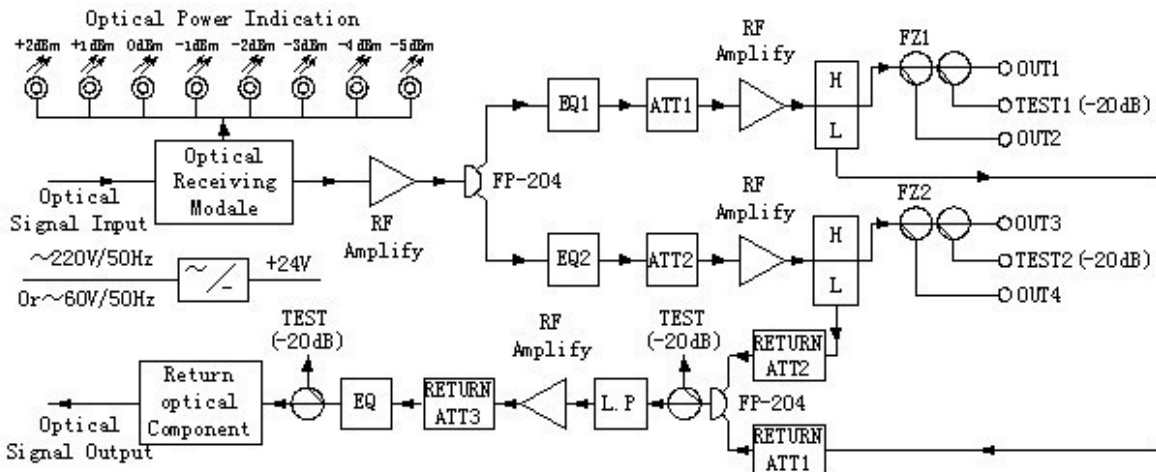 Optical Power Indication
+2dBm +1dBm 0dBm -1dBm -2dBm -3dBm -4dBm -5dBm
RF
Amplify
FZ1
H
L
OUT1
TEST1(-20dB)
OUT2
EQ1
ATT1
Optical
Receiving
Modale
Optical
Signal Input
RF
Amplify
FP-204
RF
Amplify
FZ2
H
L
OUT3
TEST2(-20dB)
OUT4
EQ2
ATT2
~220V/50Hz
Or~60V/50Hz
~/-
+24V
TEST
(-20dB)
RF
Amplify
TEST
(-20dB)
RETURN
ATT2
Return
optical
Component
EQ
RETURN
ATT3
L.P
FP-204
RETURN
ATT1
Optical
Signal Output